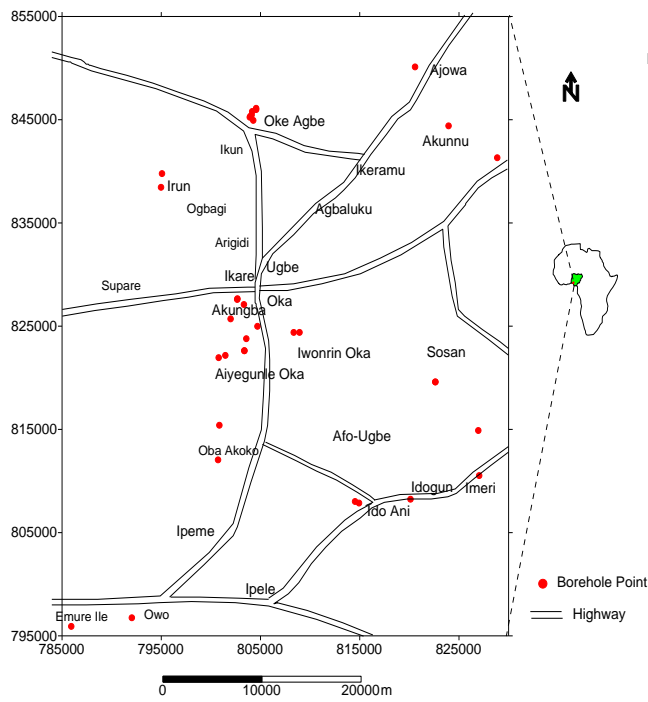 855000
845000
835000
825000
815000
805000
795000
785000
795000
805000
815000
825000
Ajowa
Oke Agbe
Akunnu
Ikun
Ikeramu
Irun
Ogbagi
Agbaluku
Arigidi
Ugbe
Ikare
Supare
Oka
Akungba
Iwonrin Oka
Sosan
Aiyegunle Oka
Afo-Ugbe
Oba Akoko
Idogun
Imeri
Ido Ani
Ipeme
Ipele
Emure Ile
Owo
N
Borehole Point
Highway
0
10000
20000m